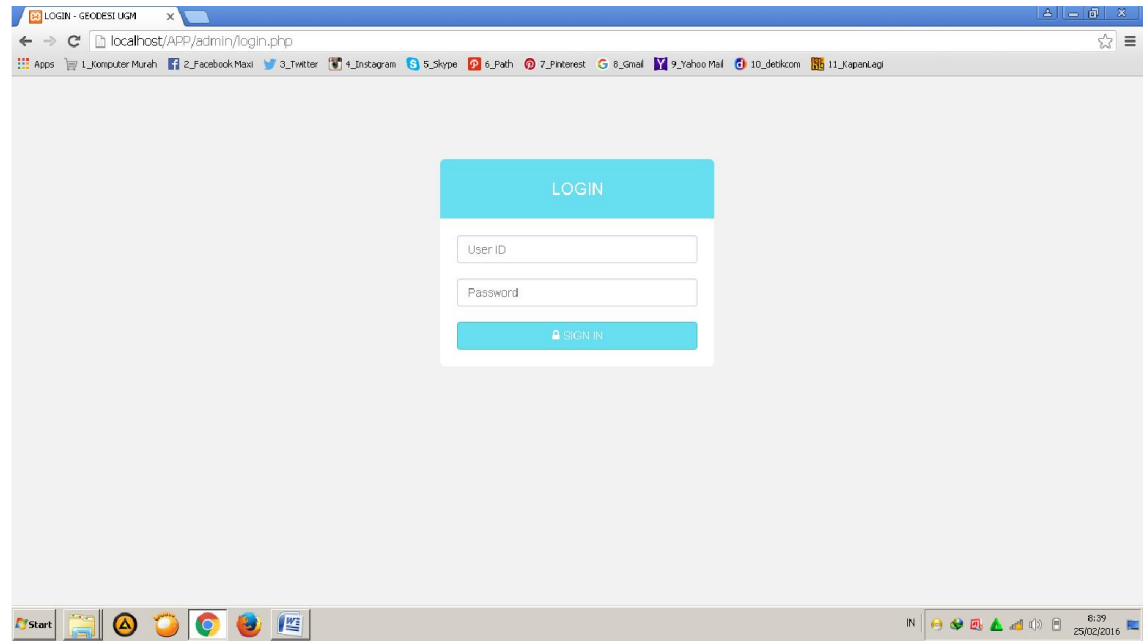 LOGIN - GEODESI UGM
localhost/APP/admin/login.php
Apps 1_Komputer Murah 2_Facebook Maxi 3_Twitter 4_Instagram 5_Skype 6_Path 7_Pinterest 8_Gmail 9_Yahoo Mail 10_detikcom 11_KapanLagi
LOGIN
User ID
Password
SIGN IN
Start
IN
8:39
25/02/2016